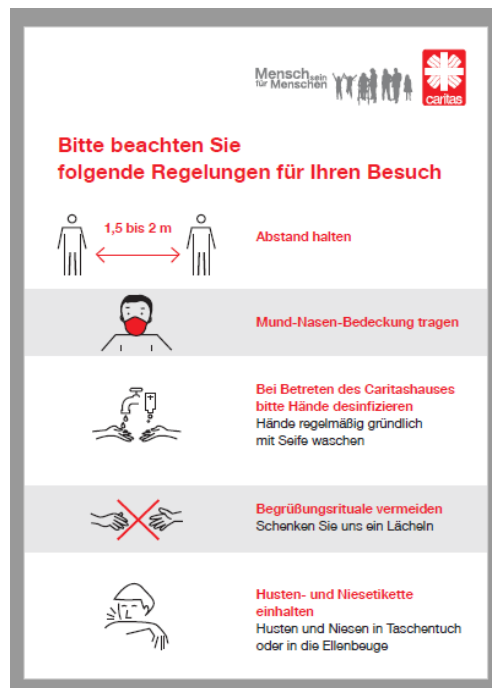 Mensch sein
für Menschen
caritas
Bitte beachten Sie
folgende Regelungen für Ihren Besuch
1,5 bis 2 m
Abstand halten
Mund-Nasen-Bedeckung tragen
Bei Betreten des Caritashauses
bitte Hände desinfizieren
Hände regelmäßig gründlich
mit Seife waschen
Begrüßungsrituale vermeiden
Schenken Sie uns ein Lächeln
Husten- und Niesetikette
einhalten
Husten und Niesen in Taschentuch
oder in die Ellenbeuge